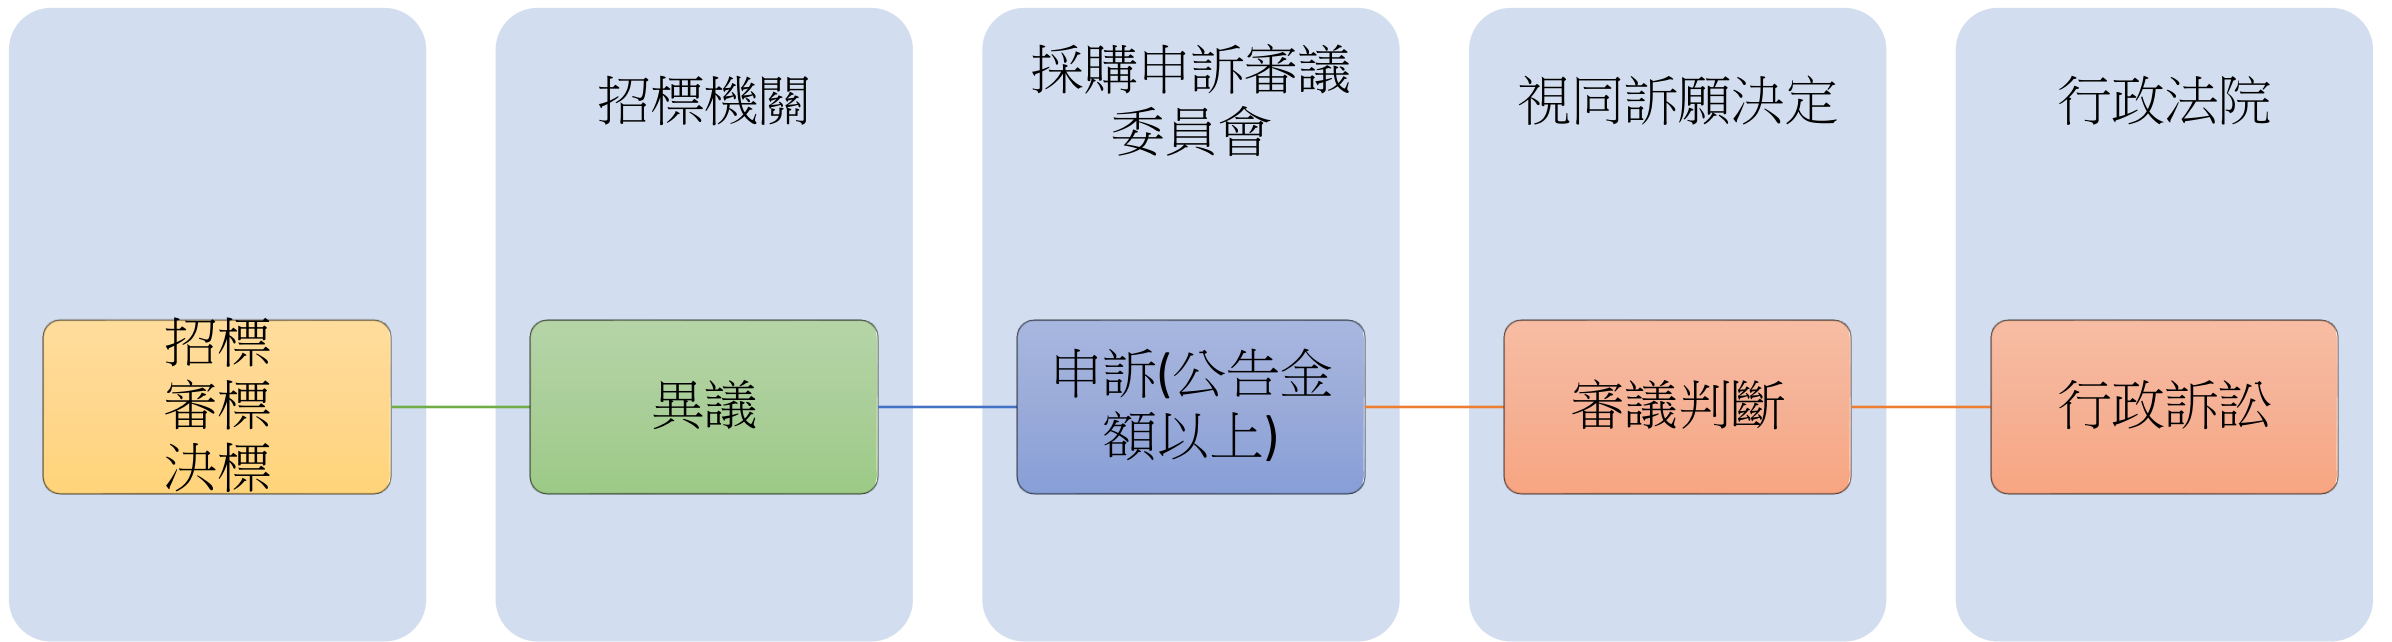 招標機關
採購申訴審議
委員會
視同訴願決定
行政法院
招標
審標
決標
異議
申訴(公告金
額以上)
審議判斷
行政訴訟